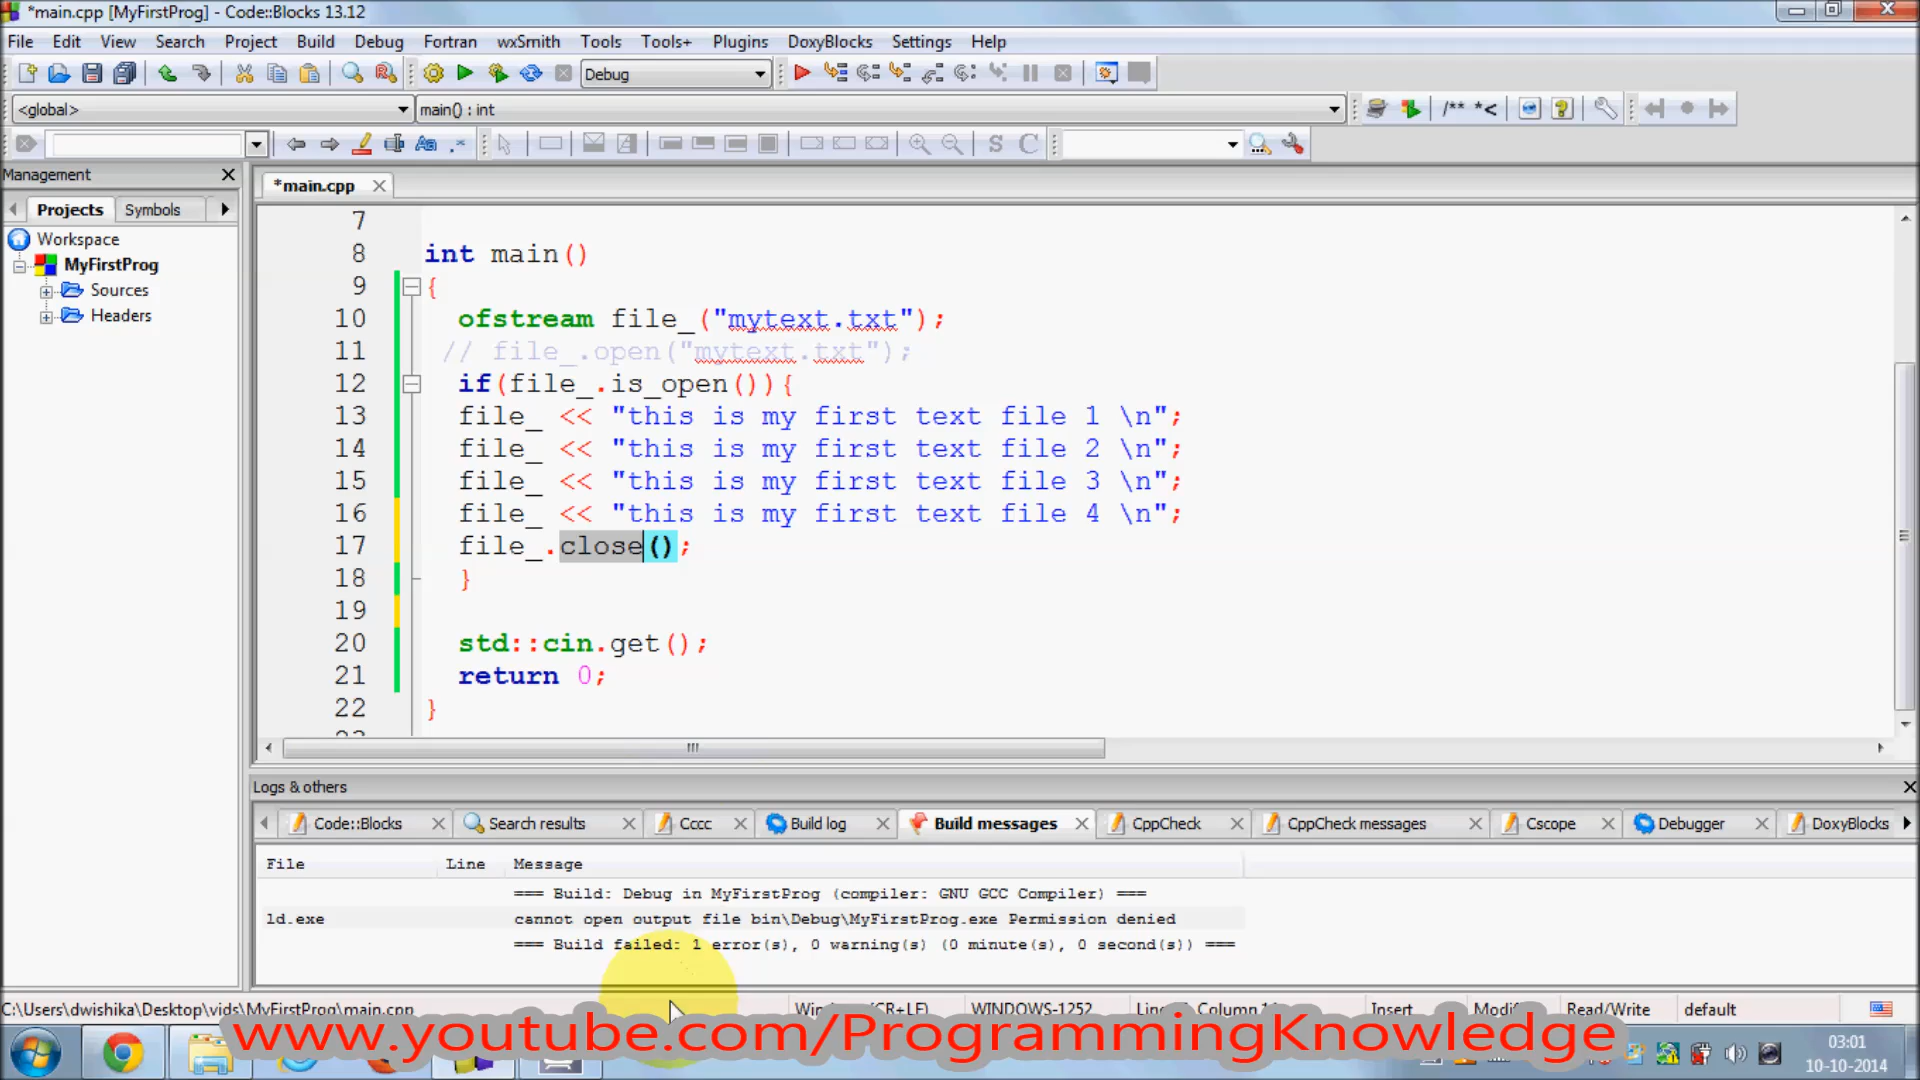 *main.cpp [MyFirstProg] - Code::Blocks 13.12
File Edit View Search Project Build Debug Fortran wxSmith Tools Tools+ Plugins DoxyBlocks Settings Help
Debug
<global> main() : int
/** *<
S C
Management
*main.cpp
Projects Symbols
Workspace
MyFirstProg
Sources
Headers
7
8 int main()
9 {
10 ofstream file_("mytext.txt");
11 // file_.open("mytext.txt");
12 if(file_.is_open()){
13 file_ << "this is my first text file 1 \n";
14 file_ << "this is my first text file 2 \n";
15 file_ << "this is my first text file 3 \n";
16 file_ << "this is my first text file 4 \n";
17 file_.close();
18 }
19
20 std::cin.get();
21 return 0;
22 }
Logs & others
Code::Blocks Search results Cccc Build log Build messages CppCheck CppCheck messages Cscope Debugger DoxyBlocks
File Line Message
=== Build: Debug in MyFirstProg (compiler: GNU GCC Compiler) ===
ld.exe cannot open output file bin\Debug\MyFirstProg.exe Permission denied
=== Build failed: 1 error(s), 0 warning(s) (0 minute(s), 0 second(s)) ===
C:\Users\dwishika\Desktop\vids\MyFirstProg\main.cpp WINDOWS-1252 Insert Read/Write default
www.youtube.com/ProgrammingKnowledge
03:01
10-10-2014